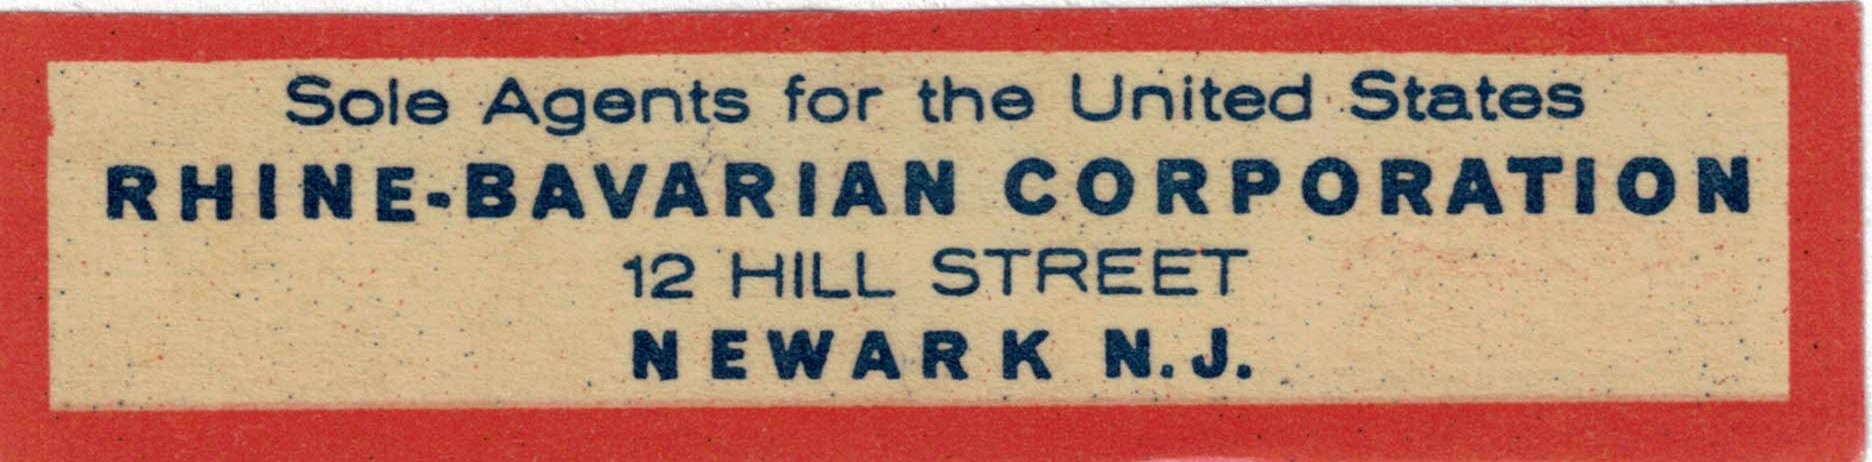 Sole Agents for the United States
RHINE-BAVARIAN CORPORATION
12 HILL STREET
NEWARK N.J.